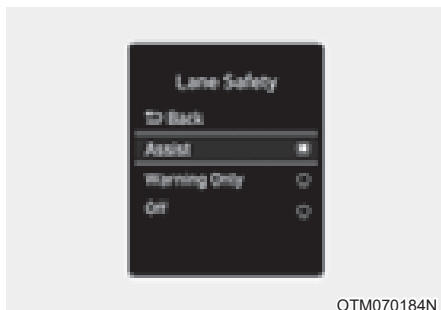 Lane Safety
Back
Assist
Warning Only
Off
OTM070184N